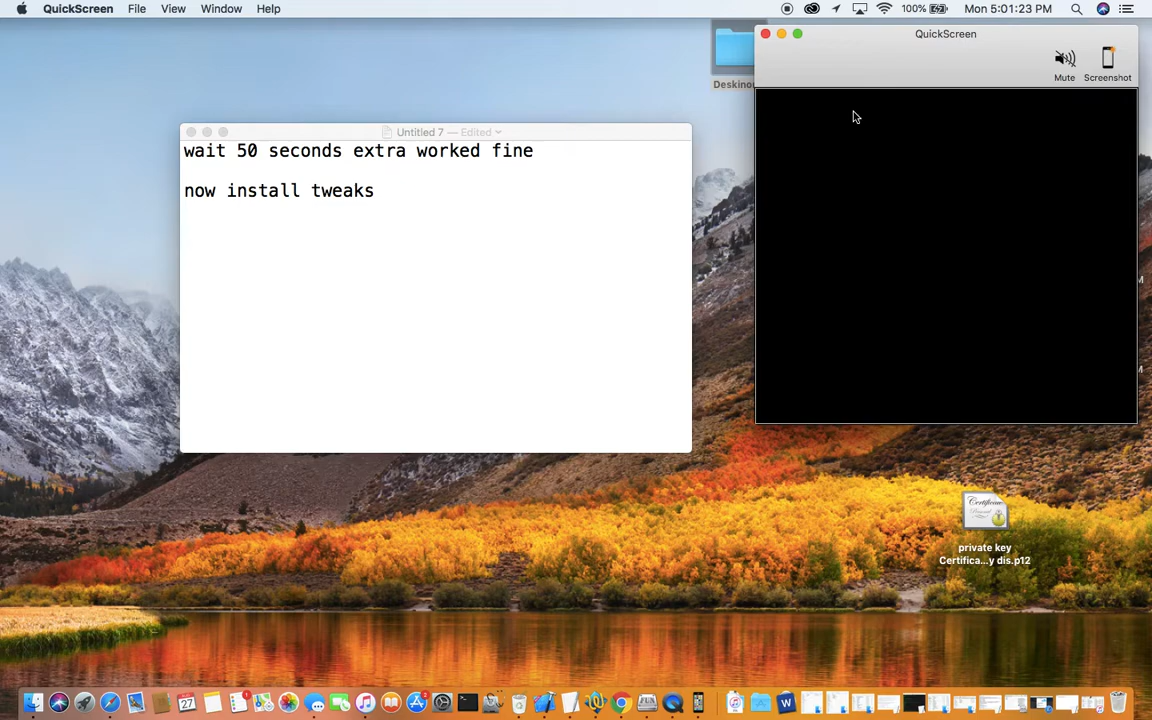 QuickScreen File View Window Help
100% Mon 5:01:23 PM
QuickScreen
Mute Screenshot
Untitled 7 — Edited
wait 50 seconds extra worked fine
now install tweaks
private key
Certifica...y dis.p12